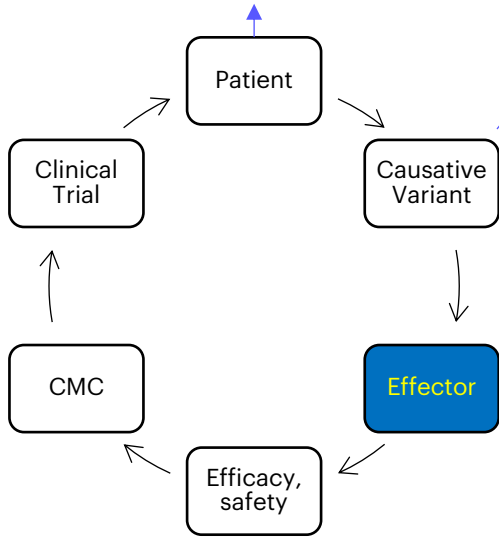 Patient
Causative
Variant
Effector
Efficacy,
safety
CMC
Clinical
Trial